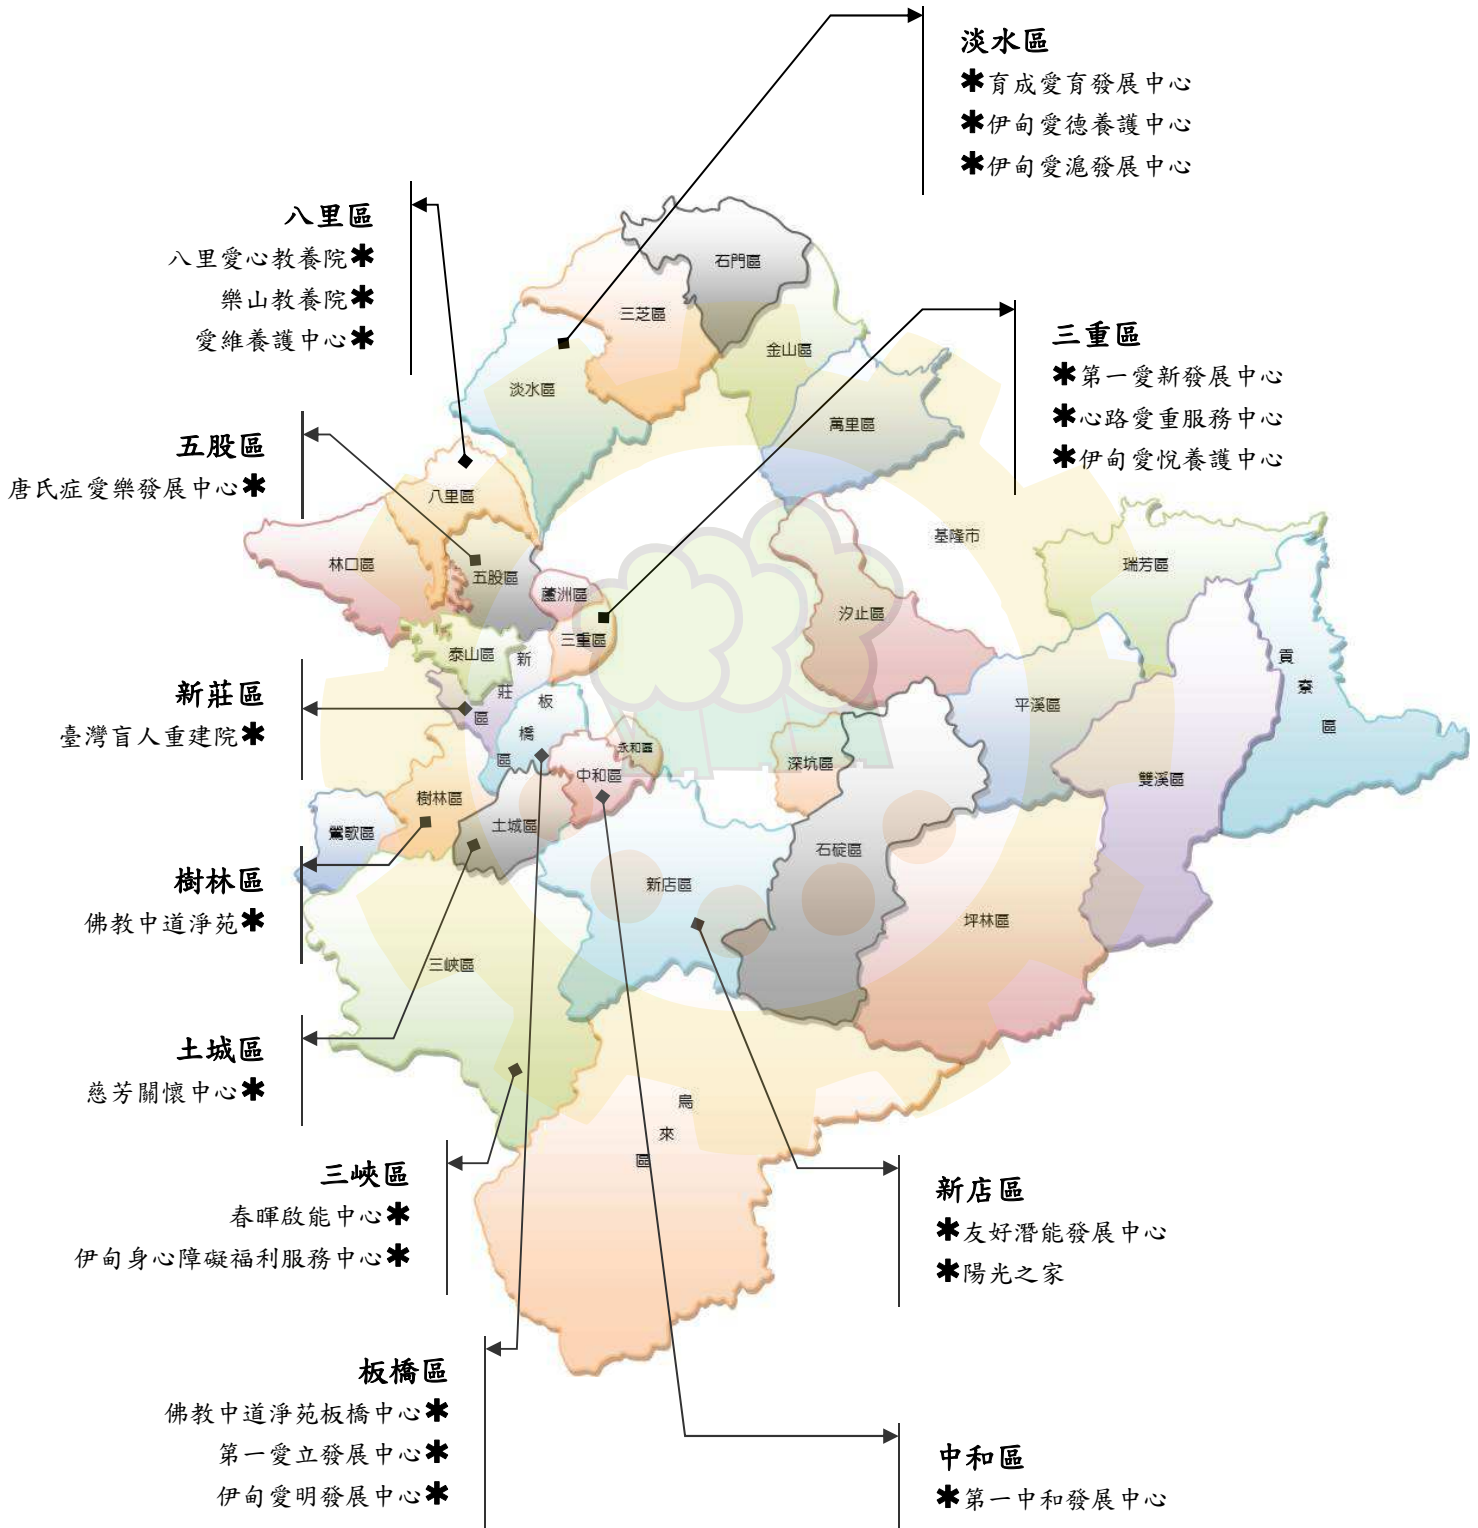 淡水區
✱育成愛育發展中心
✱伊甸愛德養護中心
✱伊甸愛滬發展中心
八里區
八里愛心教養院✱
樂山教養院✱
愛維養護中心✱
三重區
✱第一愛新發展中心
✱心路愛重服務中心
✱伊甸愛悅養護中心
五股區
唐氏症愛樂發展中心✱
新莊區
臺灣盲人重建院✱
樹林區
佛教中道淨苑✱
土城區
慈芳關懷中心✱
三峽區
春暉啟能中心✱
伊甸身心障礙福利服務中心✱
板橋區
佛教中道淨苑板橋中心✱
第一愛立發展中心✱
伊甸愛明發展中心✱
新店區
✱友好潛能發展中心
✱陽光之家
中和區
✱第一中和發展中心
石門區
三芝區
金山區
淡水區
萬里區
八里區
基隆市
林口區
五股區
蘆洲區
瑞芳區
汐止區
三重區
泰山區
新莊區
貢寮區
板橋區
平溪區
永和區
中和區
深坑區
雙溪區
樹林區
土城區
鶯歌區
石碇區
新店區
坪林區
三峽區
烏來區